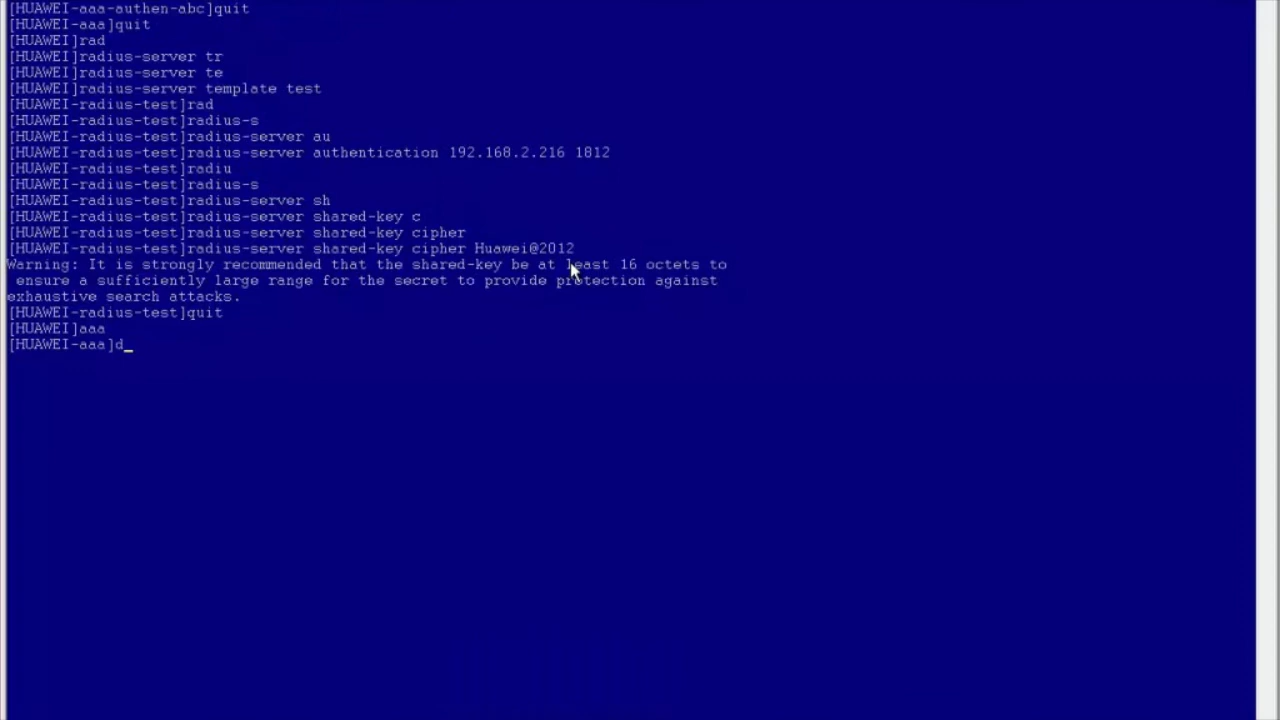 [HUAWEI-aaa-authen-abc]quit
[HUAWEI-aaa]quit
[HUAWEI]rad
[HUAWEI]radius-server tr
[HUAWEI]radius-server te
[HUAWEI]radius-server template test
[HUAWEI-radius-test]rad
[HUAWEI-radius-test]radius-s
[HUAWEI-radius-test]radius-server au
[HUAWEI-radius-test]radius-server authentication 192.168.2.216 1812
[HUAWEI-radius-test]radiu
[HUAWEI-radius-test]radius-s
[HUAWEI-radius-test]radius-server sh
[HUAWEI-radius-test]radius-server shared-key c
[HUAWEI-radius-test]radius-server shared-key cipher
[HUAWEI-radius-test]radius-server shared-key cipher Huawei@2012
Warning: It is strongly recommended that the shared-key be at least 16 octets to
 ensure a sufficiently large range for the secret to provide protection against
exhaustive search attacks.
[HUAWEI-radius-test]quit
[HUAWEI]aaa
[HUAWEI-aaa]d_